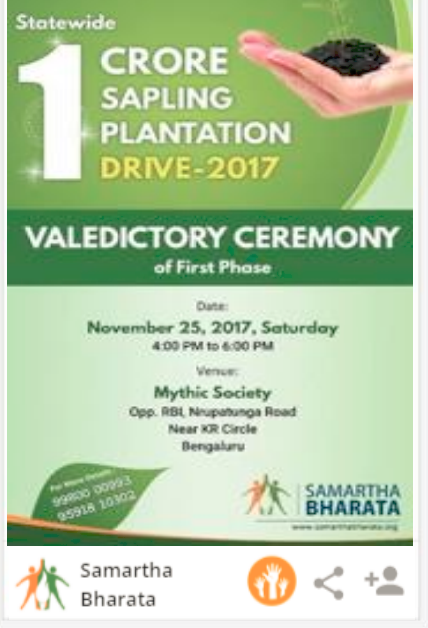 Statewide
1 CRORE
SAPLING
PLANTATION
DRIVE-2017
VALEDICTORY CEREMONY
of First Phase
Date:
November 25, 2017, Saturday
4:00 PM to 6:00 PM
Venue:
Mythic Society
Opp. RBI, Nrupatunga Road
Near KR Circle
Bengaluru
For More Details
99800 00993
95918 10302
SAMARTHA
BHARATA
www.samarthabharata.org
Samartha
Bharata